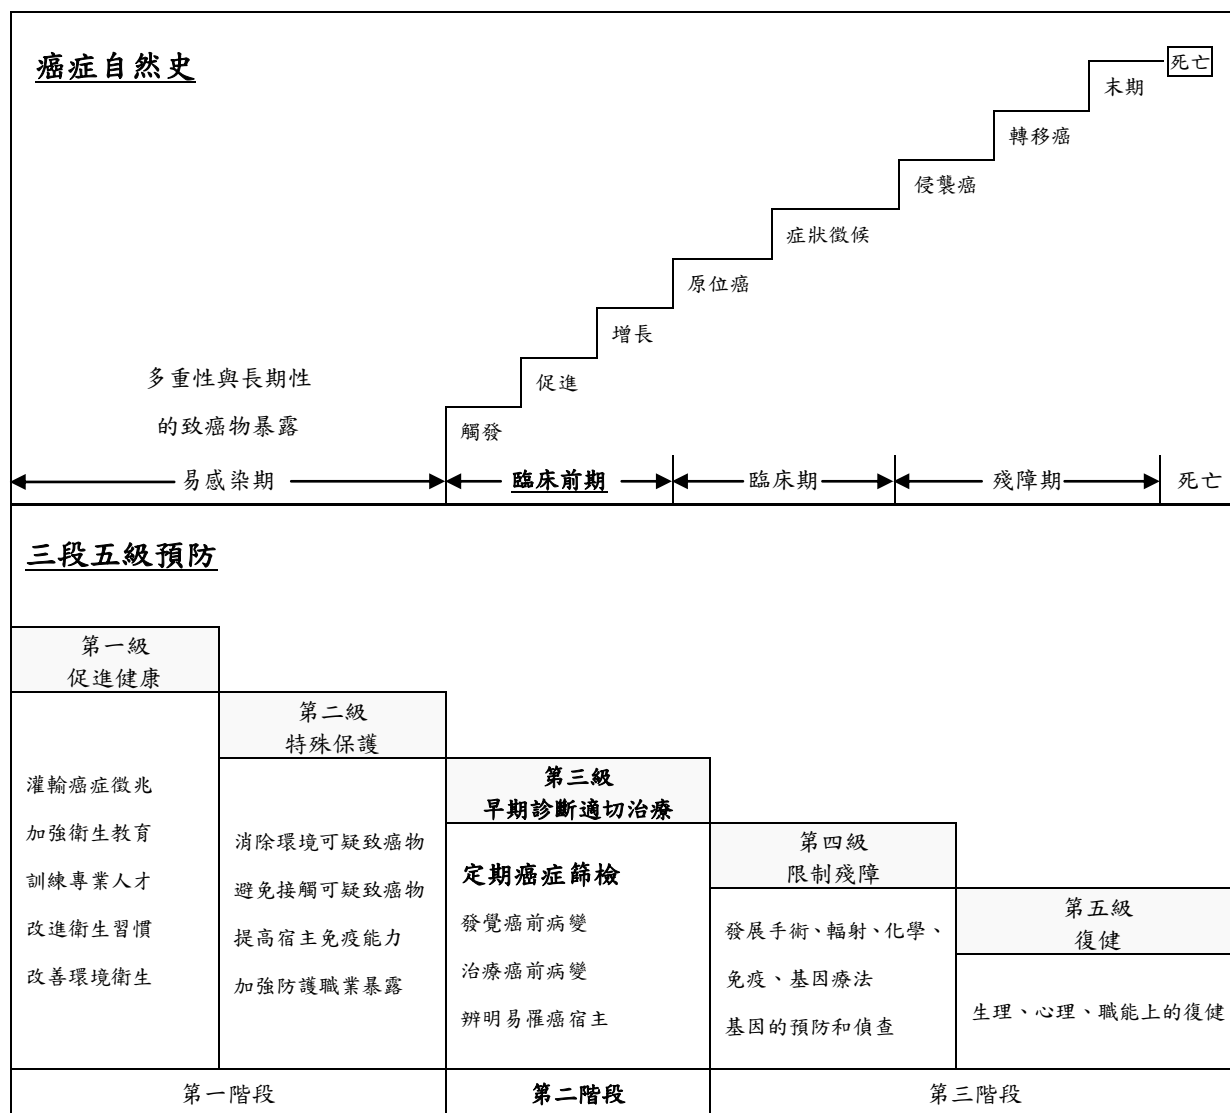 癌症自然史
死亡
末期
轉移癌
侵襲癌
症狀徵候
原位癌
增長
促進
觸發
多重性與長期性
的致癌物暴露
易感染期
臨床前期
臨床期
殘障期
死亡
三段五級預防
第一級
促進健康
灌輸癌症徵兆
加強衛生教育
訓練專業人才
改進衛生習慣
改善環境衛生
第二級
特殊保護
消除環境可疑致癌物
避免接觸可疑致癌物
提高宿主免疫能力
加強防護職業暴露
第三級
早期診斷適切治療
定期癌症篩檢
發覺癌前病變
治療癌前病變
辨明易罹癌宿主
第四級
限制殘障
發展手術、輻射、化學、
免疫、基因療法
基因的預防和偵查
第五級
復健
生理、心理、職能上的復健
第一階段
第二階段
第三階段